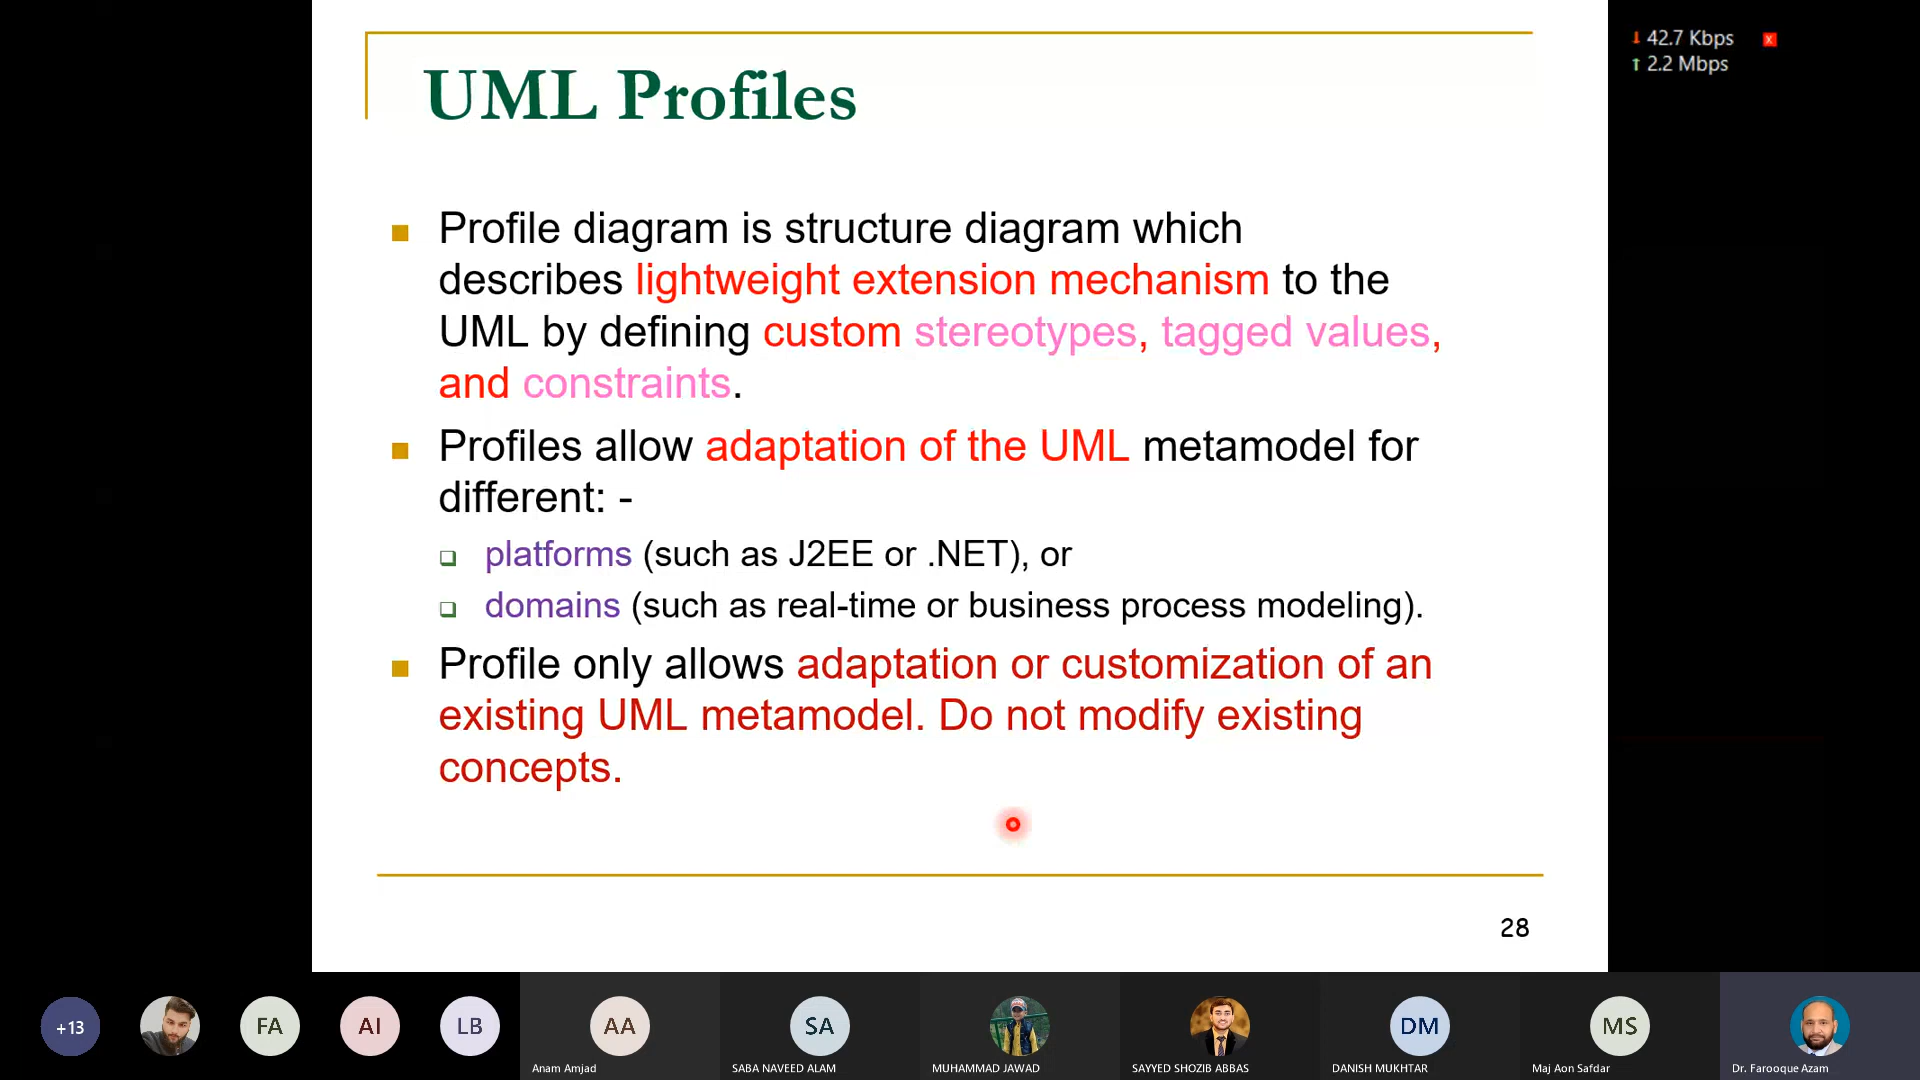 UML Profiles
Profile diagram is structure diagram which
describes lightweight extension mechanism to the
UML by defining custom stereotypes, tagged values,
and constraints.
Profiles allow adaptation of the UML metamodel for
different: -
platforms (such as J2EE or .NET), or
domains (such as real-time or business process modeling).
Profile only allows adaptation or customization of an
existing UML metamodel. Do not modify existing
concepts.
28
42.7 Kbps
2.2 Mbps
+13
FA
AI
LB
AA
SA
DM
MS
Anam Amjad
SABA NAVEED ALAM
MUHAMMAD JAWAD
SAYYED SHOZIB ABBAS
DANISH MUKHTAR
Maj Aon Safdar
Dr. Farooque Azam